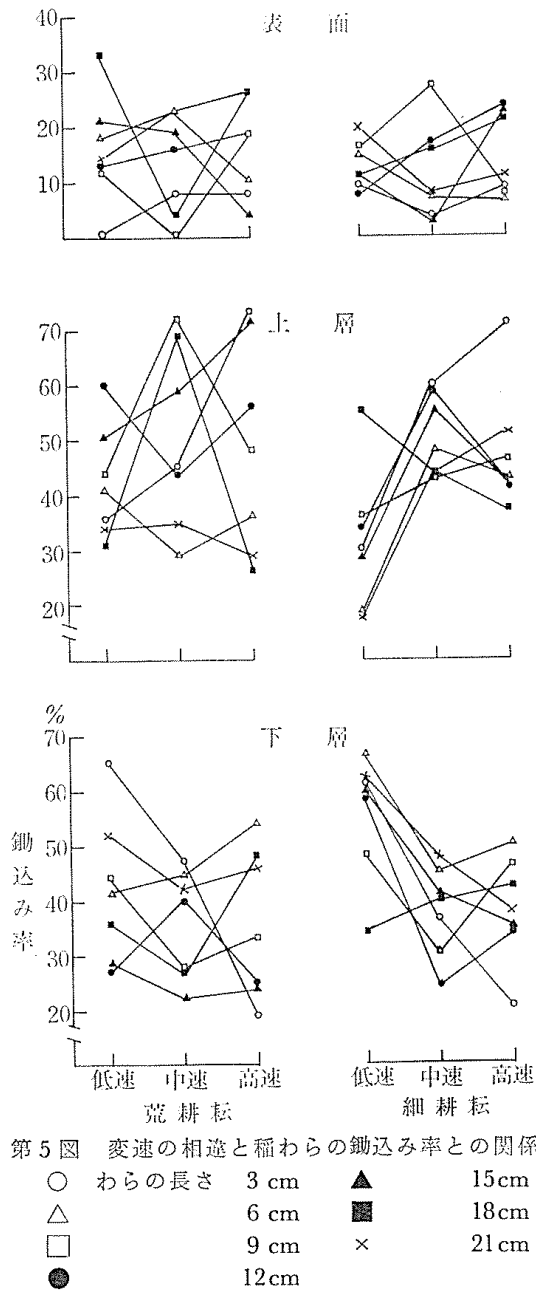 表面
40
30
20
10
上層
70
60
50
40
30
20
%
下層
70
60
50
40
30
20
鋤込み率
低速 中速 高速 低速 中速 高速
荒耕耘 細耕耘
第5図 変速の相違と稲わらの鋤込み率との関係
○ わらの長さ 3 cm ▲ 15cm
△ 6 cm ■ 18cm
□ 9 cm × 21cm
● 12cm